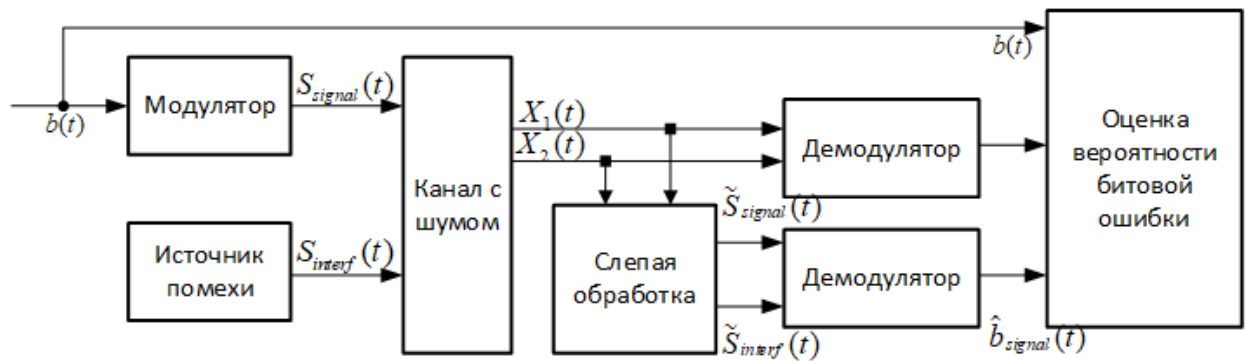 b(t)
b(t)
Модулятор
S_signal(t)
Источник
помехи
S_interf(t)
Канал с
шумом
X_1(t)
X_2(t)
Слепая
обработка
S̃_signal(t)
S̃_interf(t)
Демодулятор
Демодулятор
b̂_signal(t)
Оценка
вероятности
битовой
ошибки